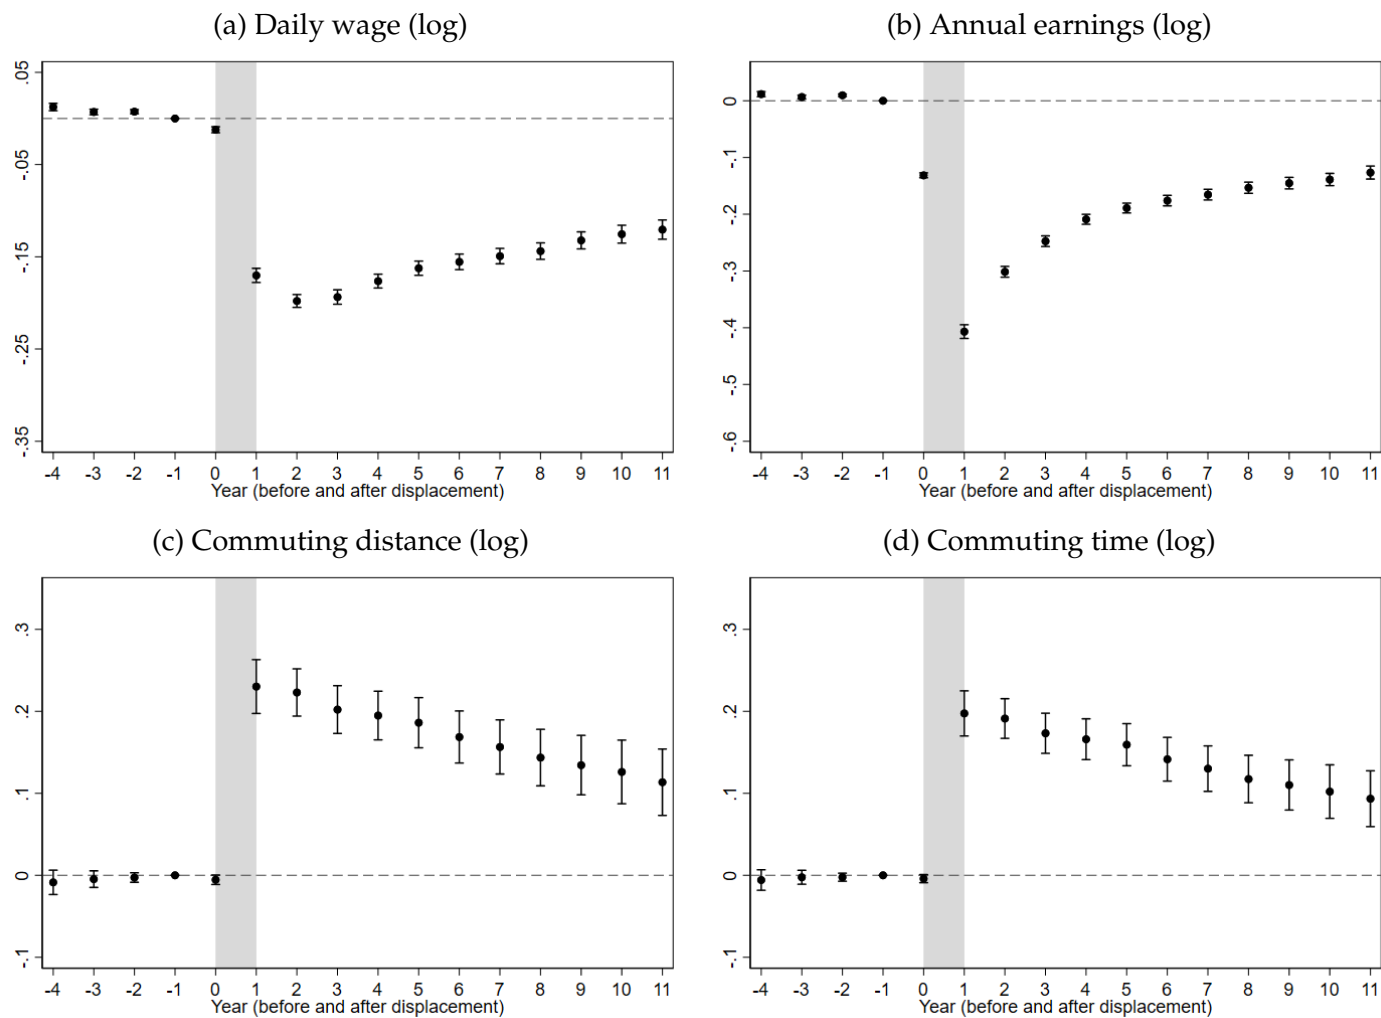 (a) Daily wage (log)
.05
-.05
-.15
-.25
-.35
-4 -3 -2 -1 0 1 2 3 4 5 6 7 8 9 10 11
Year (before and after displacement)
(b) Annual earnings (log)
0
-.1
-.2
-.3
-.4
-.5
-.6
-4 -3 -2 -1 0 1 2 3 4 5 6 7 8 9 10 11
Year (before and after displacement)
(c) Commuting distance (log)
.3
.2
.1
0
-.1
-4 -3 -2 -1 0 1 2 3 4 5 6 7 8 9 10 11
Year (before and after displacement)
(d) Commuting time (log)
.3
.2
.1
0
-.1
-4 -3 -2 -1 0 1 2 3 4 5 6 7 8 9 10 11
Year (before and after displacement)